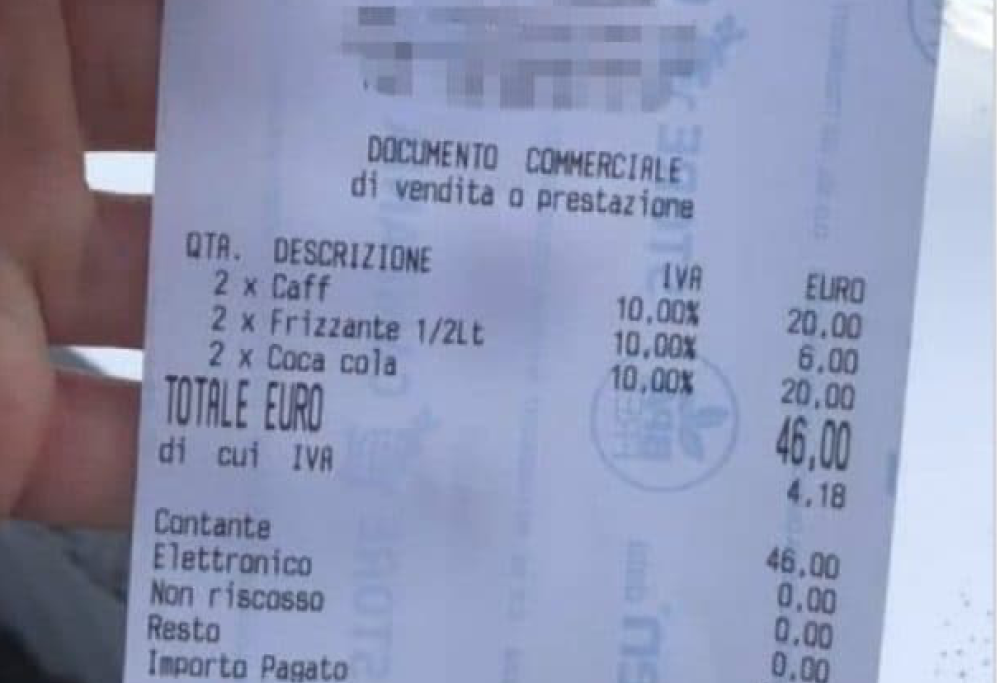 DOCUMENTO COMMERCIALE
di vendita o prestazione
QTA. DESCRIZIONE IVA EURO
2 x Caff 10,00% 20,00
2 x Frizzante 1/2Lt 10,00% 6,00
2 x Coca cola 10,00% 20,00
TOTALE EURO 46,00
di cui IVA 4,18
Contante 46,00
Elettronico 0,00
Non riscosso 0,00
Resto 0,00
Importo Pagato